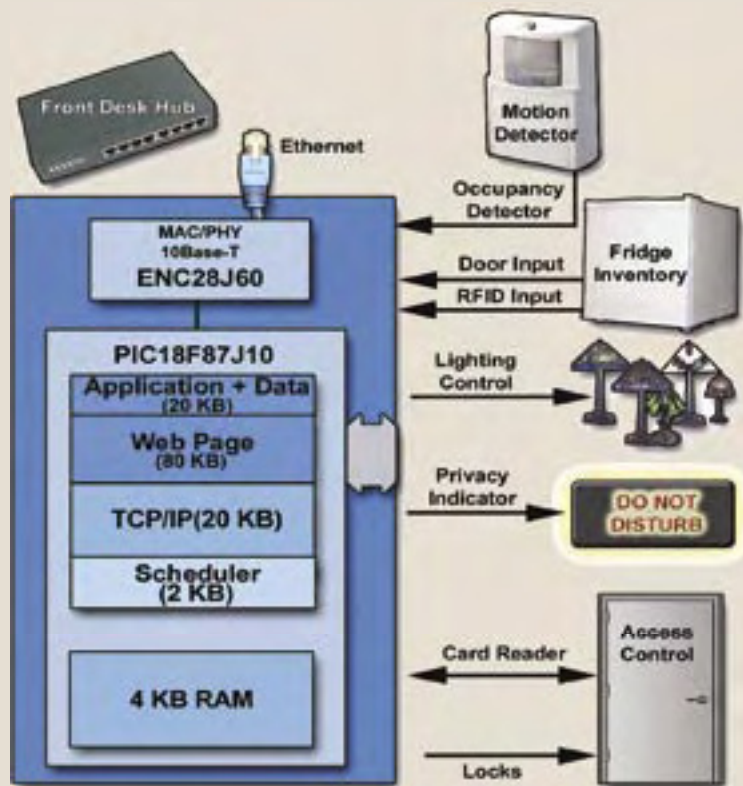 Front Desk Hub
Ethernet
Motion
Detector
Occupancy
Detector
MAC/PHY
10Base-T
ENC28J60
Door Input
RFID Input
Fridge
Inventory
PIC18F87J10
Application + Data
(20 KB)
Web Page
(80 KB)
TCP/IP(20 KB)
Scheduler
(2 KB)
4 KB RAM
Lighting
Control
Privacy
Indicator
DO NOT
DISTURB
Card Reader
Access
Control
Locks